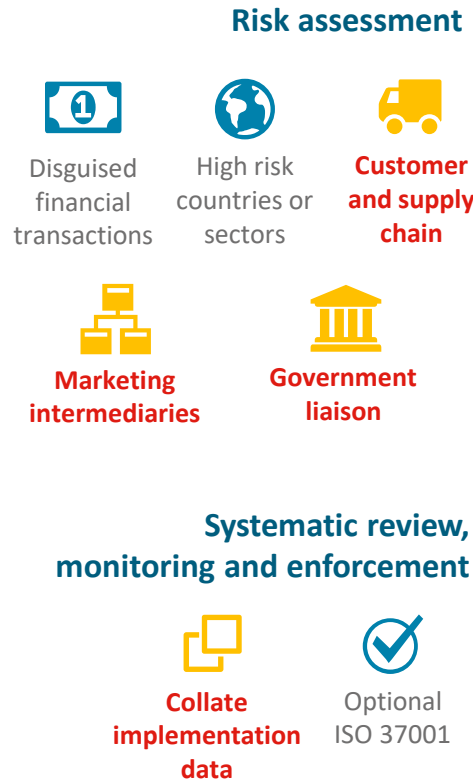 Risk assessment
1
Disguised
financial
transactions
High risk
countries or
sectors
Customer
and supply
chain
Marketing
intermediaries
Government
liaison
Systematic review,
monitoring and enforcement
Collate
implementation
data
Optional
ISO 37001